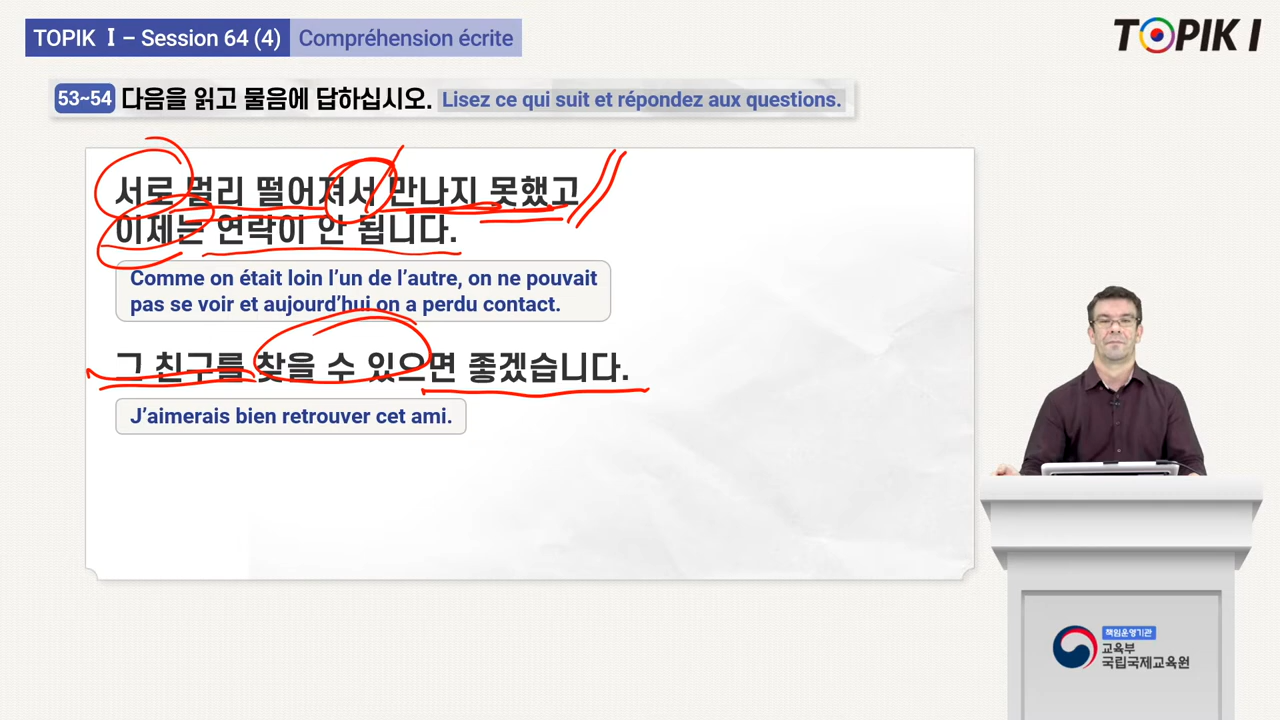 TOPIK Ⅰ – Session 64 (4) Compréhension écrite
TOPIK I
53~54 다음을 읽고 물음에 답하십시오. Lisez ce qui suit et répondez aux questions.
서로 멀리 떨어져서 만나지 못했고
이제는 연락이 안 됩니다.
Comme on était loin l’un de l’autre, on ne pouvait
pas se voir et aujourd’hui on a perdu contact.
그 친구를 찾을 수 있으면 좋겠습니다.
J’aimerais bien retrouver cet ami.
책임운영기관
교육부
국립국제교육원